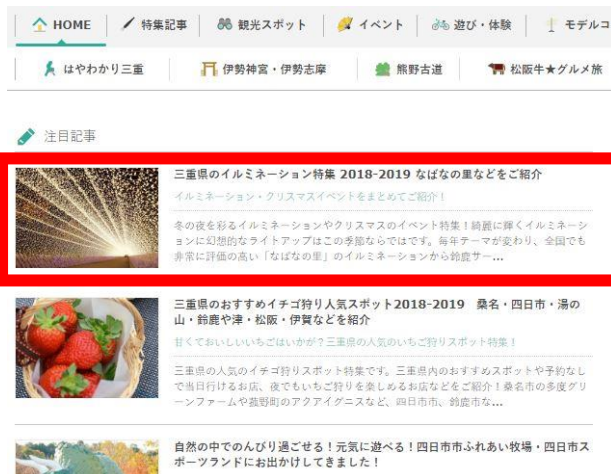 HOME
特集記事
観光スポット
イベント
遊び・体験
モデルコ
はやわかり三重
伊勢神宮・伊勢志摩
熊野古道
松阪牛★グルメ旅
注目記事
三重県のイルミネーション特集 2018-2019 なばなの里などをご紹介
イルミネーション・クリスマスイベントをまとめてご紹介！
冬の夜を彩るイルミネーションやクリスマスのイベント特集！綺麗に輝くイルミネーシ
ョンに幻想的なライトアップはこの季節ならではです。毎年テーマが変わり、全国でも
非常に評価の高い「なばなの里」のイルミネーションから鈴鹿サー...
三重県のおすすめイチゴ狩り人気スポット2018-2019　桑名・四日市・湯の
山・鈴鹿や津・松阪・伊賀などを紹介
甘くておいしいいちごはいかが？三重県の人気のいちご狩りスポット特集！
三重県の人気のイチゴ狩りスポット特集です。三重県内のおすすめスポットや予約なし
で当日行けるお店、夜でもいちご狩りを楽しめるお店などをご紹介！桑名市の多度グリ
ーンファームや菰野町のアクアイグニスなど、四日市市、鈴鹿市な...
自然の中でのんびり過ごせる！元気に遊べる！四日市市ふれあい牧場・四日市ス
ポーツランドにお出かけしてきました！